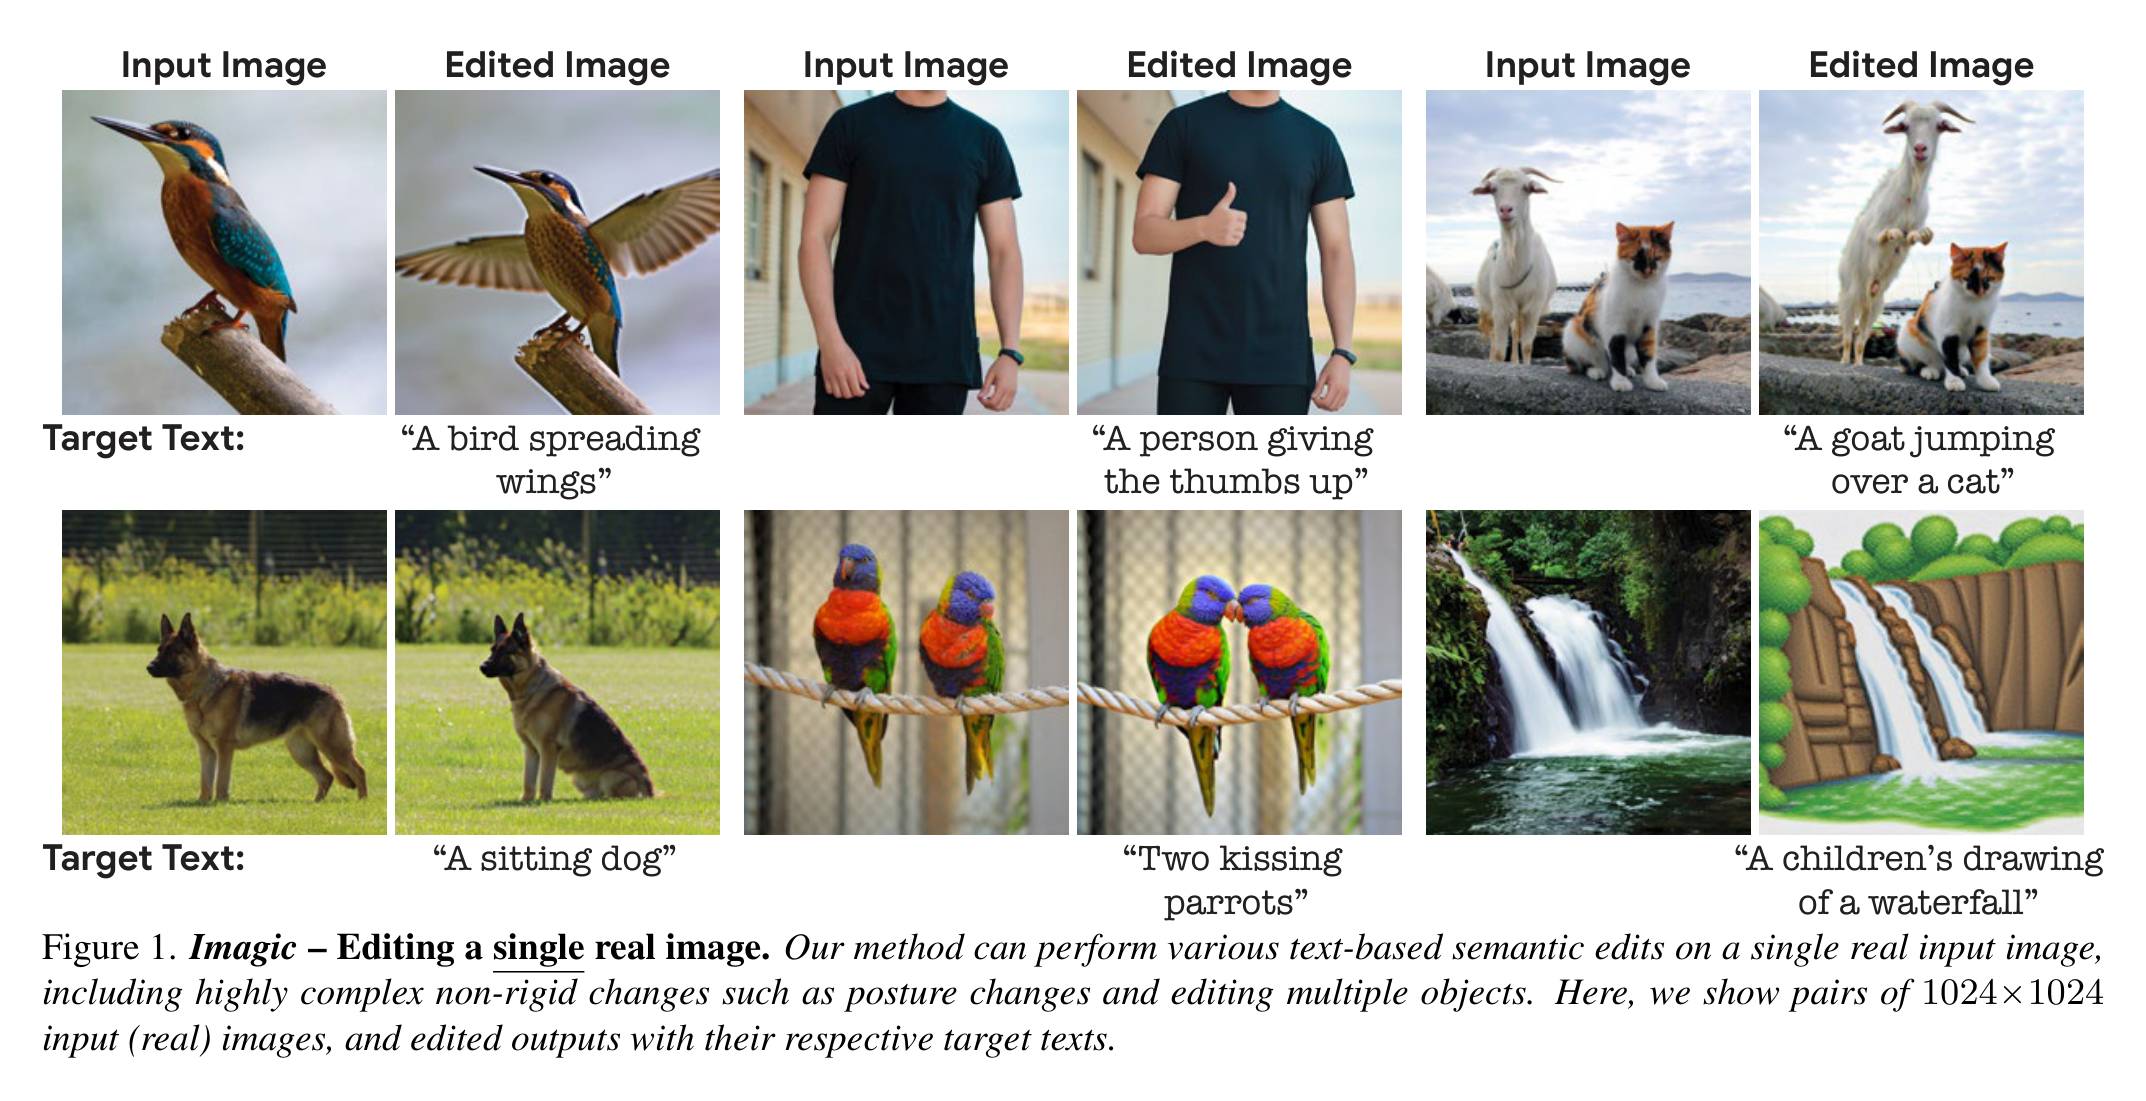 Input Image Edited Image Input Image Edited Image Input Image Edited Image
Target Text: “A bird spreading “A person giving “A goat jumping
wings” the thumbs up” over a cat”
Target Text: “A sitting dog” “Two kissing “A children’s drawing
parrots” of a waterfall”
Figure 1. Imagic – Editing a single real image. Our method can perform various text-based semantic edits on a single real input image,
including highly complex non-rigid changes such as posture changes and editing multiple objects. Here, we show pairs of 1024×1024
input (real) images, and edited outputs with their respective target texts.